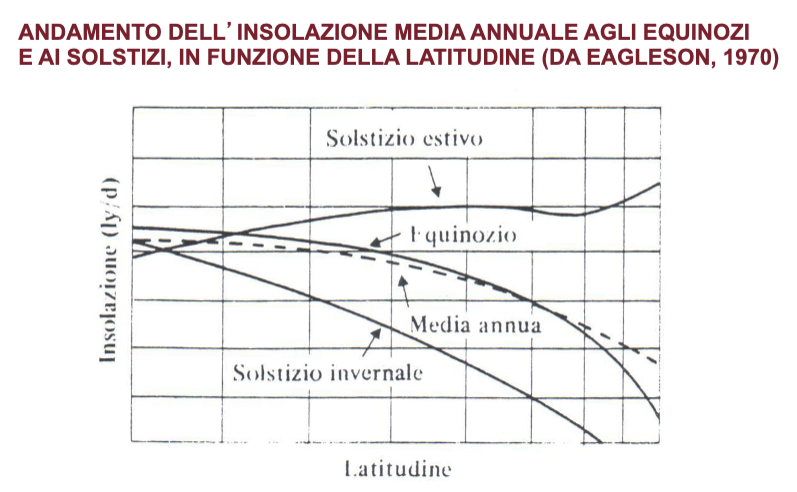 ANDAMENTO DELL’ INSOLAZIONE MEDIA ANNUALE AGLI EQUINOZI
E AI SOLSTIZI, IN FUNZIONE DELLA LATITUDINE (DA EAGLESON, 1970)
Solstizio estivo
Equinozio
Media annua
Solstizio invernale
Insolazione (ly/d)
Latitudine